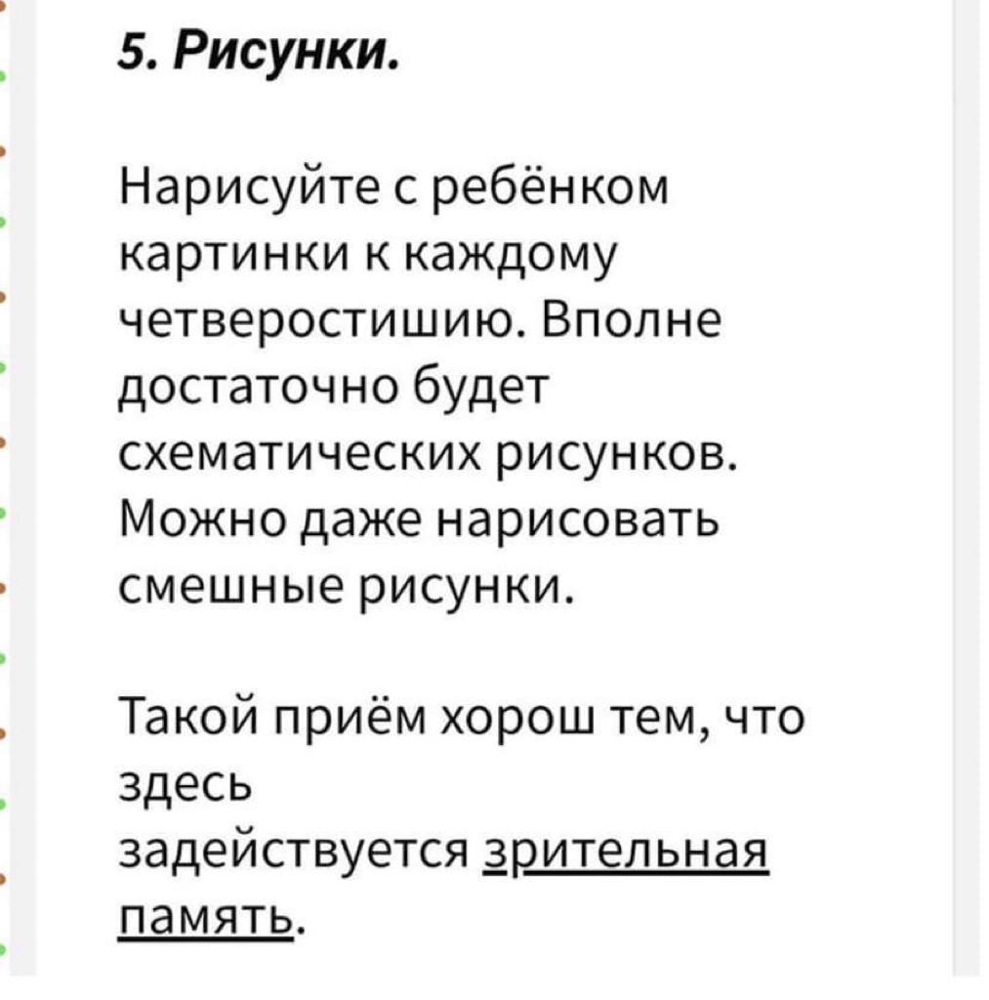 5. Рисунки.
Нарисуйте с ребёнком
картинки к каждому
четверостишию. Вполне
достаточно будет
схематических рисунков.
Можно даже нарисовать
смешные рисунки.
Такой приём хорош тем, что
здесь
задействуется зрительная
память.